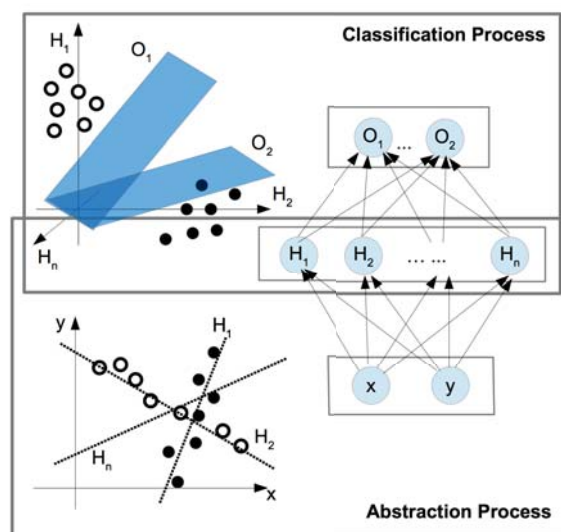 Classification Process
H1
O1
O2
H2
Hn
O1 ... O2
H1 H2 ... ... Hn
x y
y
H1
H2
Hn
x
Abstraction Process